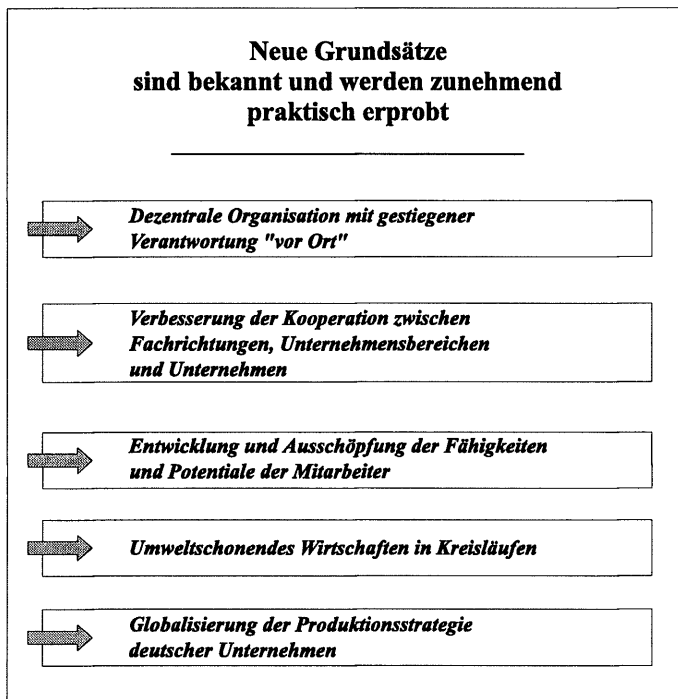 Neue Grundsätze
sind bekannt und werden zunehmend
praktisch erprobt
Dezentrale Organisation mit gestiegener
Verantwortung "vor Ort"
Verbesserung der Kooperation zwischen
Fachrichtungen, Unternehmensbereichen
und Unternehmen
Entwicklung und Ausschöpfung der Fähigkeiten
und Potentiale der Mitarbeiter
Umweltschonendes Wirtschaften in Kreisläufen
Globalisierung der Produktionsstrategie
deutscher Unternehmen